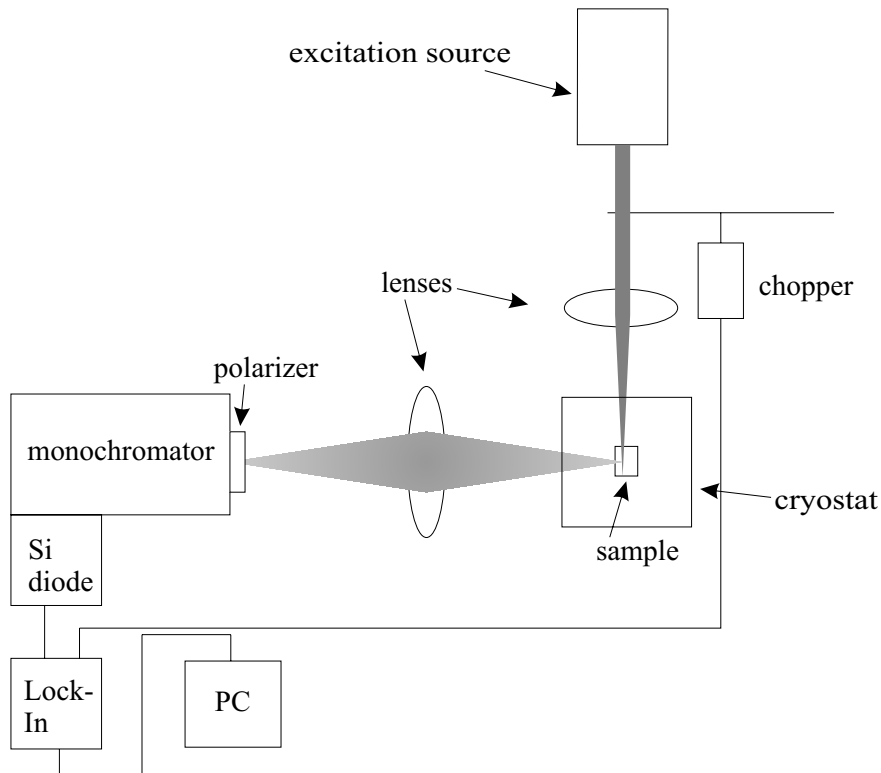 excitation source
lenses
chopper
polarizer
monochromator
cryostat
sample
Si
diode
Lock-
In
PC